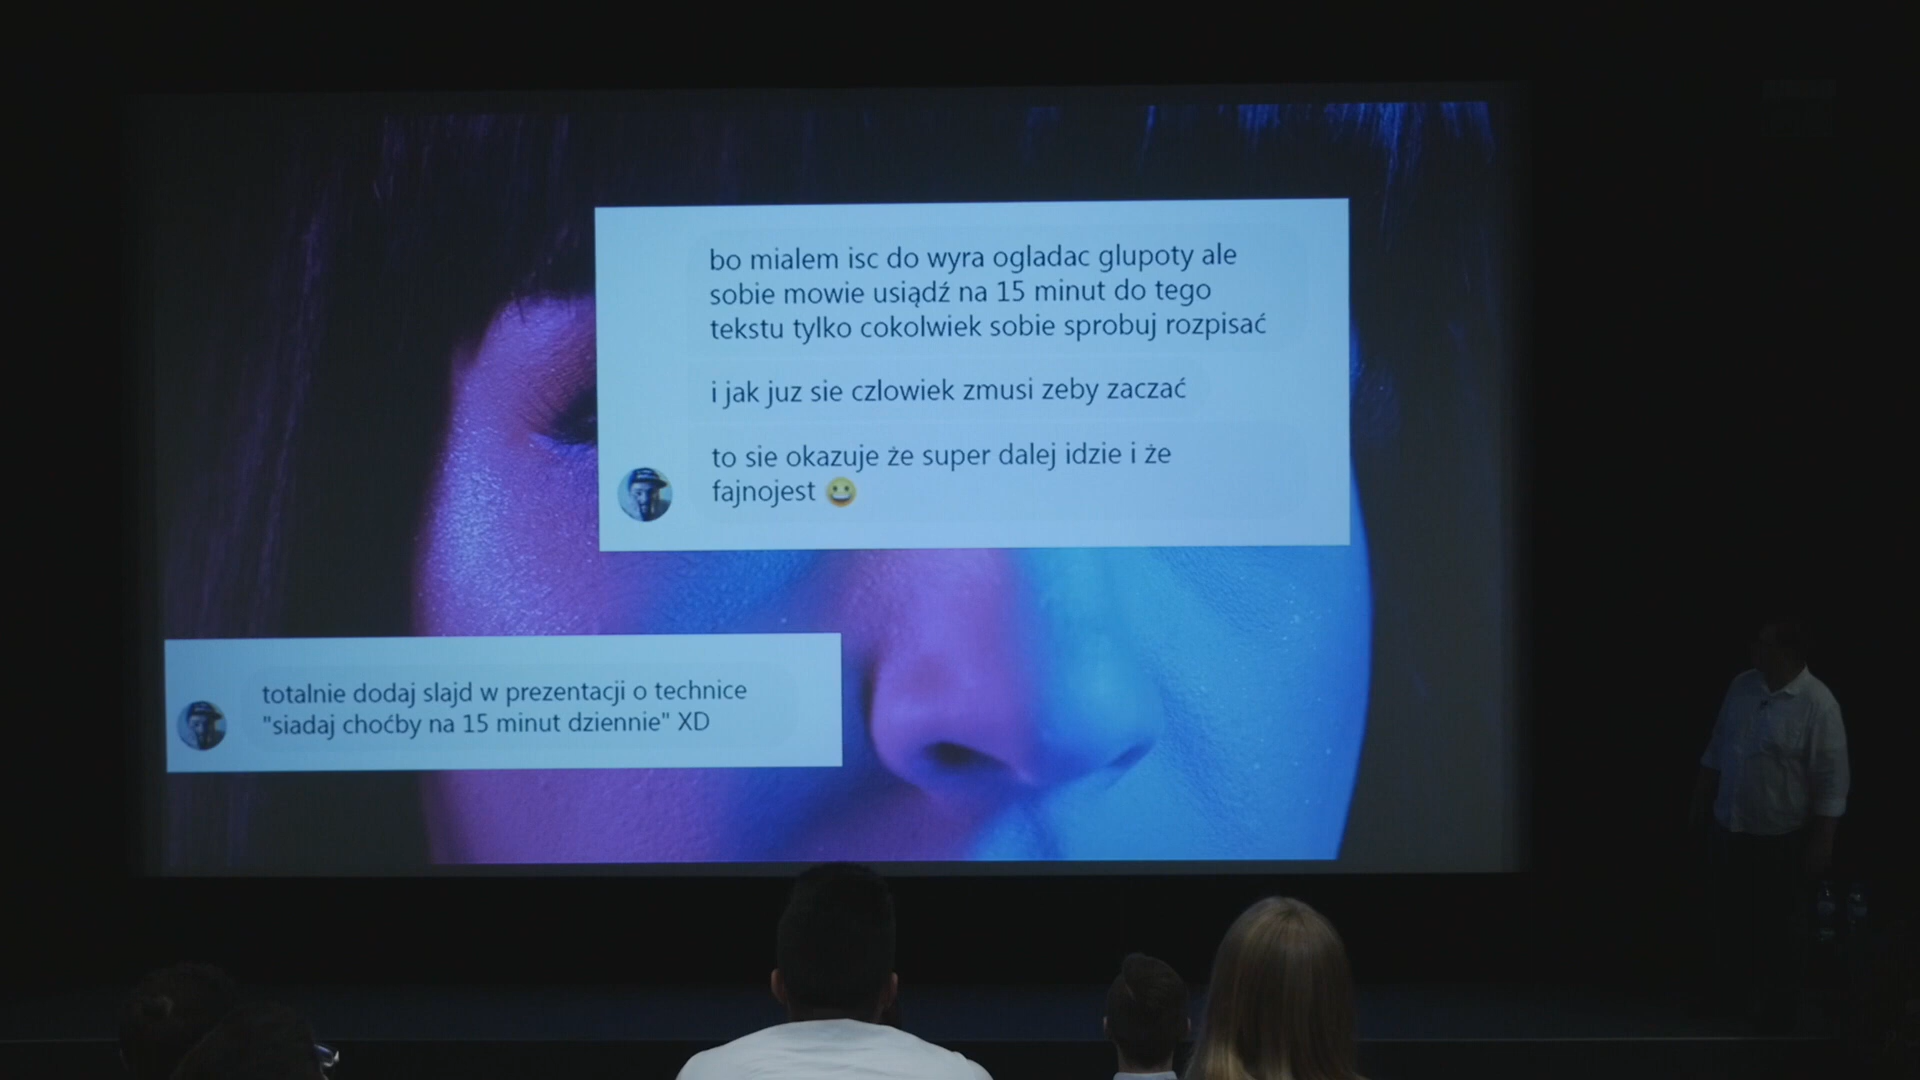 bo mialem isc do wyra ogladac glupoty ale
sobie mowie usiądź na 15 minut do tego
tekstu tylko cokolwiek sobie sprobuj rozpisać
i jak juz sie czlowiek zmusi zeby zaczać
to sie okazuje że super dalej idzie i że
fajnojest 😀
totalnie dodaj slajd w prezentacji o technice
"siadaj choćby na 15 minut dziennie" XD